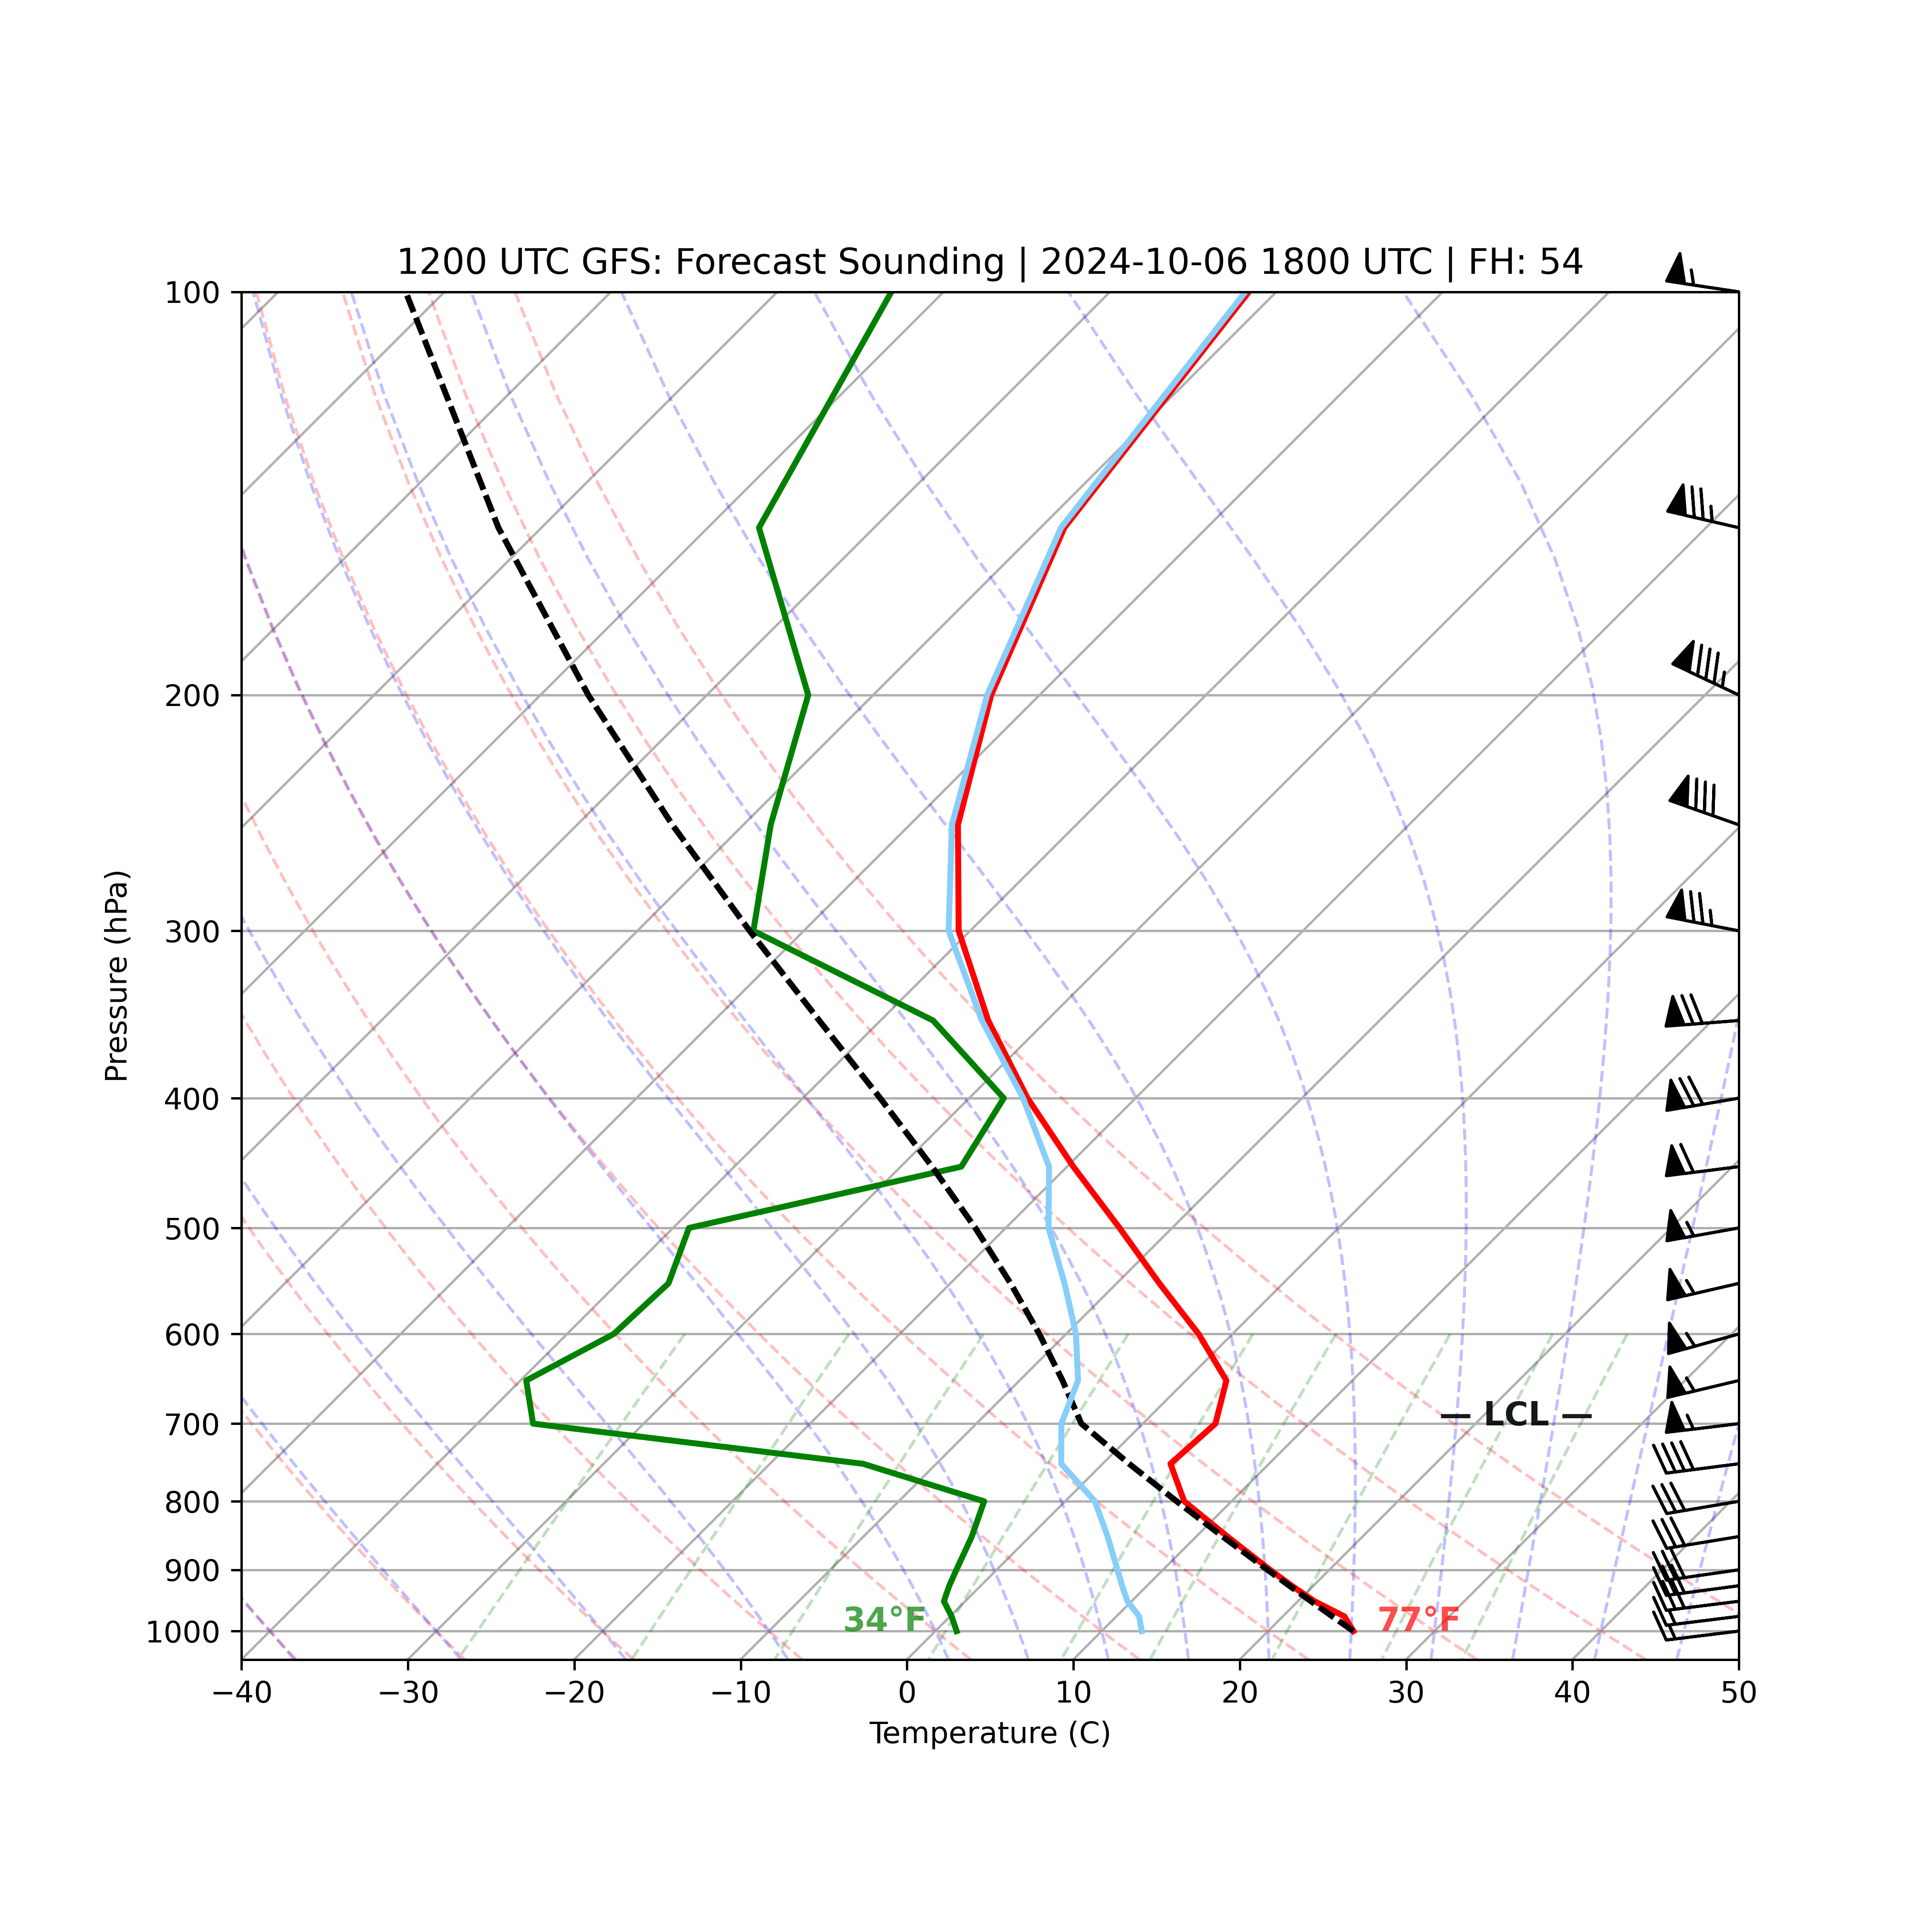 1200 UTC GFS: Forecast Sounding | 2024-10-06 1800 UTC | FH: 54
100
200
300
400
500
600
700
800
900
1000
Pressure (hPa)
— LCL —
34°F
77°F
−40 −30 −20 −10 0 10 20 30 40 50
Temperature (C)